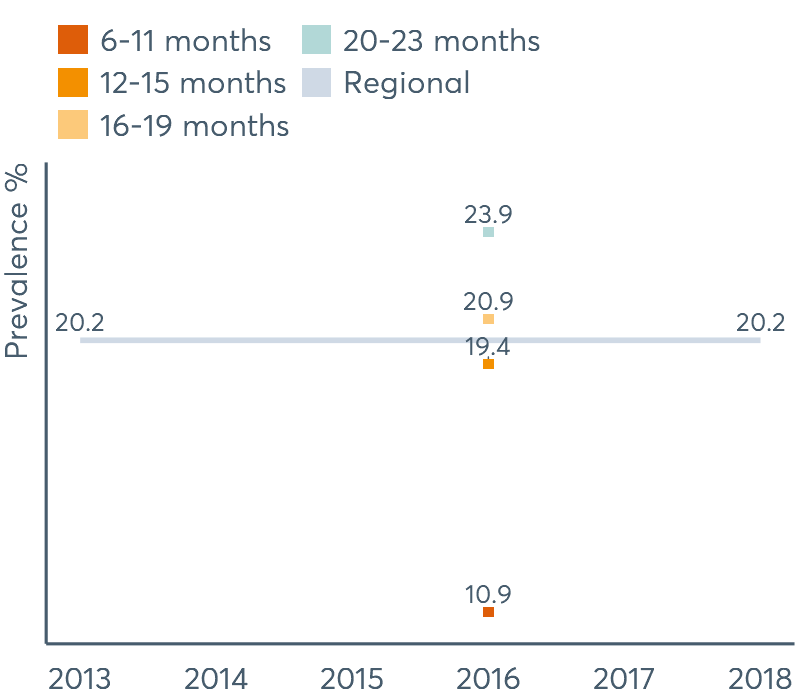 6-11 months
20-23 months
12-15 months
Regional
16-19 months
Prevalence %
23.9
20.9
20.2
20.2
19.4
10.9
2013 2014 2015 2016 2017 2018